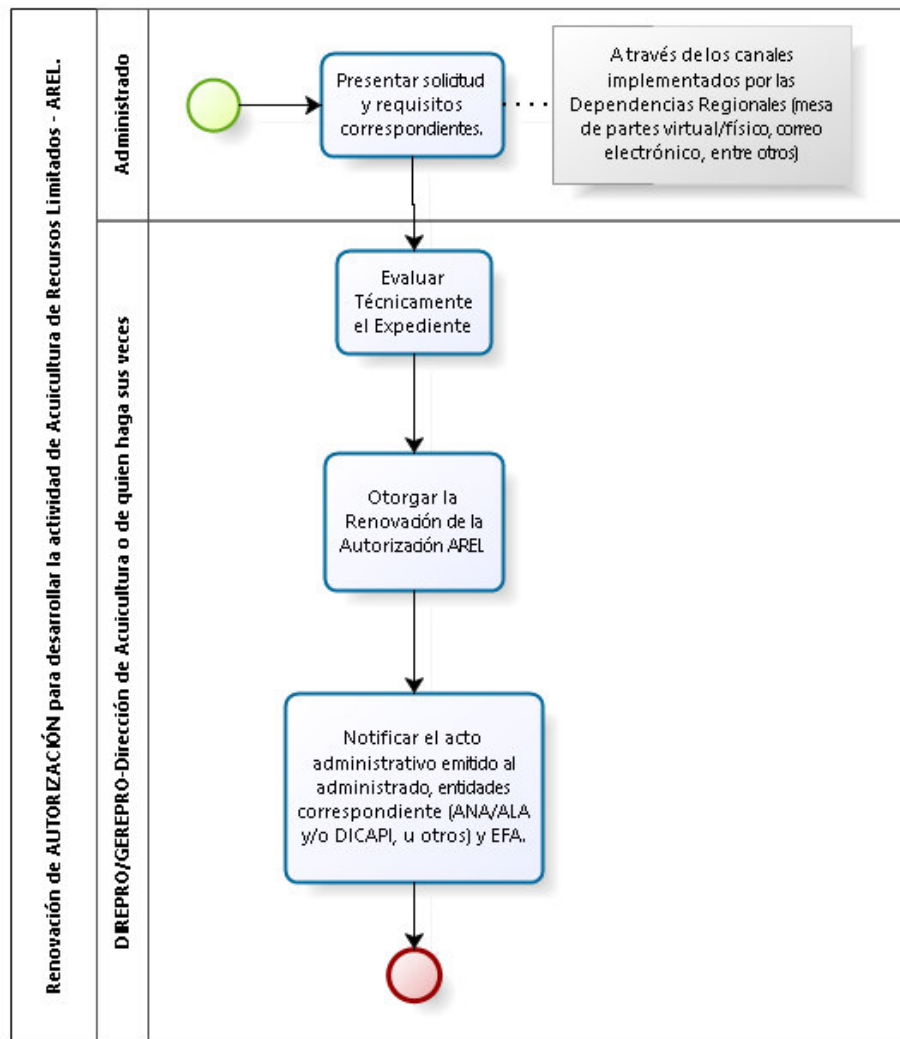 Renovación de AUTORIZACIÓN para desarrollar la actividad de Acuicultura de Recursos Limitados - AREL.
Administrado
Presentar solicitud
y requisitos
correspondientes.
A través de los canales
implementados por las
Dependencias Regionales (mesa
de partes virtual/físico, correo
electrónico, entre otros)
DIREPRO/GEREPRO-Dirección de Acuicultura o de quien haga sus veces
Evaluar
Técnicamente
el Expediente
Otorgar la
Renovación de la
Autorización AREL
Notificar el acto
administrativo emitido al
administrado, entidades
correspondiente (ANA/ALA
y/o DICAPI, u otros) y EFA.